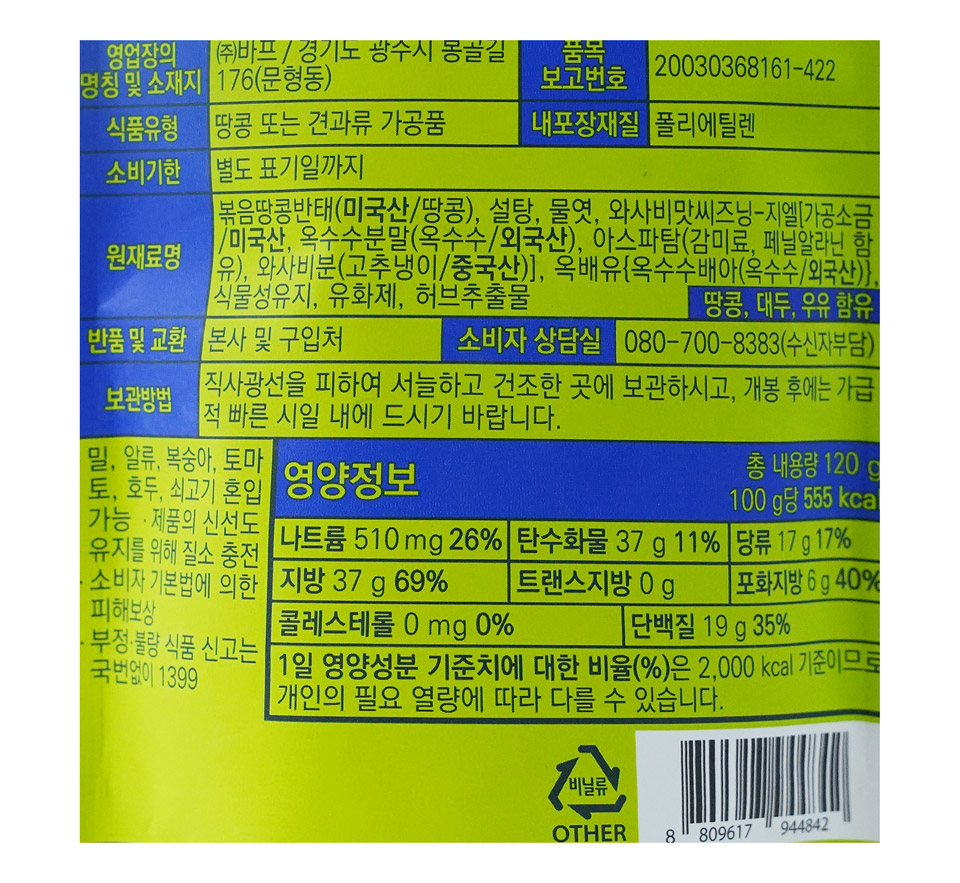 영업장의 명칭 및 소재지
(주)바프 / 경기도 광주시 몽골길
176(문형동)
품목 보고번호
20030368161-422
식품유형 땅콩 또는 견과류 가공품 내포장재질 폴리에틸렌
소비기한 별도 표기일까지
원재료명
볶음땅콩반태(미국산/땅콩), 설탕, 물엿, 와사비맛씨즈닝-지엘[가공소금
/미국산, 옥수수분말(옥수수/외국산), 아스파탐(감미료, 페닐알라닌 함
유), 와사비분(고추냉이/중국산)], 옥배유{옥수수배아(옥수수/외국산)},
식물성유지, 유화제, 허브추출물
땅콩, 대두, 우유 함유
반품 및 교환 본사 및 구입처 소비자 상담실 080-700-8383(수신자부담)
보관방법
직사광선을 피하여 서늘하고 건조한 곳에 보관하시고, 개봉 후에는 가급
적 빠른 시일 내에 드시기 바랍니다.
밀, 알류, 복숭아, 토마
토, 호두, 쇠고기 혼입
가능 · 제품의 신선도
유지를 위해 질소 충전
· 소비자 기본법에 의한
피해보상
· 부정·불량 식품 신고는
국번없이 1399
영양정보
총 내용량 120 g
100 g당 555 kcal
나트륨 510 mg 26% 탄수화물 37 g 11% 당류 17 g 17%
지방 37 g 69% 트랜스지방 0 g 포화지방 6 g 40%
콜레스테롤 0 mg 0% 단백질 19 g 35%
1일 영양성분 기준치에 대한 비율(%)은 2,000 kcal 기준이므로
개인의 필요 열량에 따라 다를 수 있습니다.
비닐류
OTHER
8 809617 944842